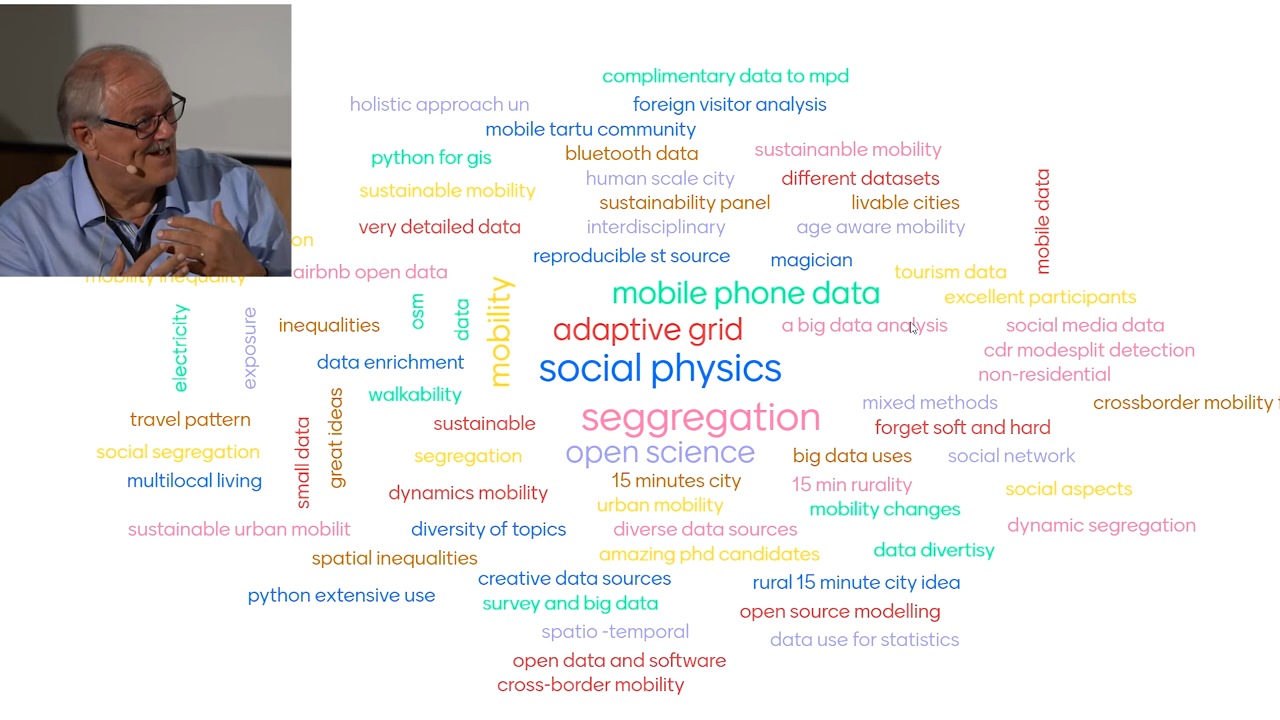 complimentary data to mpd
holistic approach un
foreign visitor analysis
mobile tartu community
python for gis
bluetooth data
sustainanble mobility
sustainable mobility
human scale city
different datasets
sustainability panel
livable cities
mobile data
very detailed data
interdisciplinary
age aware mobility
on
reproducible st source
magician
mobility inequality
airbnb open data
tourism data
mobile phone data
excellent participants
electricity
exposure
inequalities
osm
data
mobility
adaptive grid
a big data analysis
social media data
cdr modesplit detection
data enrichment
social physics
non-residential
walkability
mixed methods
crossborder mobility
travel pattern
small data
great ideas
sustainable
seggregation
forget soft and hard
social segregation
segregation
open science
big data uses
social network
multilocal living
dynamics mobility
15 minutes city
15 min rurality
social aspects
urban mobility
mobility changes
sustainable urban mobilit
diversity of topics
diverse data sources
dynamic segregation
spatial inequalities
amazing phd candidates
data divertisy
creative data sources
rural 15 minute city idea
python extensive use
survey and big data
open source modelling
spatio -temporal
data use for statistics
open data and software
cross-border mobility